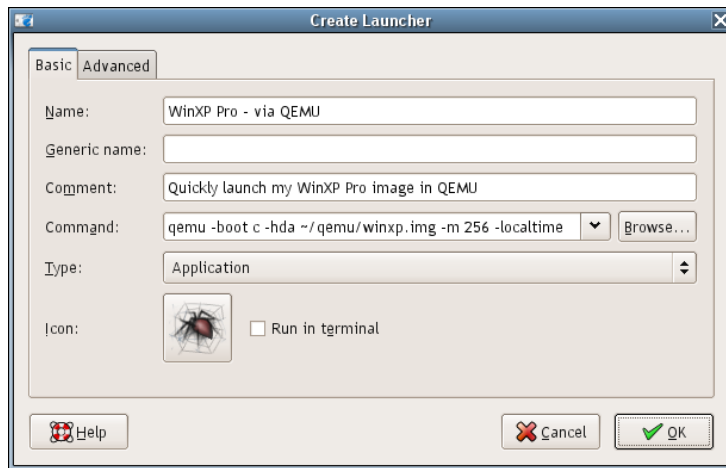 Create Launcher
Basic Advanced
Name: WinXP Pro - via QEMU
Generic name:
Comment: Quickly launch my WinXP Pro image in QEMU
Command: qemu -boot c -hda ~/qemu/winxp.img -m 256 -localtime Browse...
Type: Application
Icon: Run in terminal
Help Cancel OK